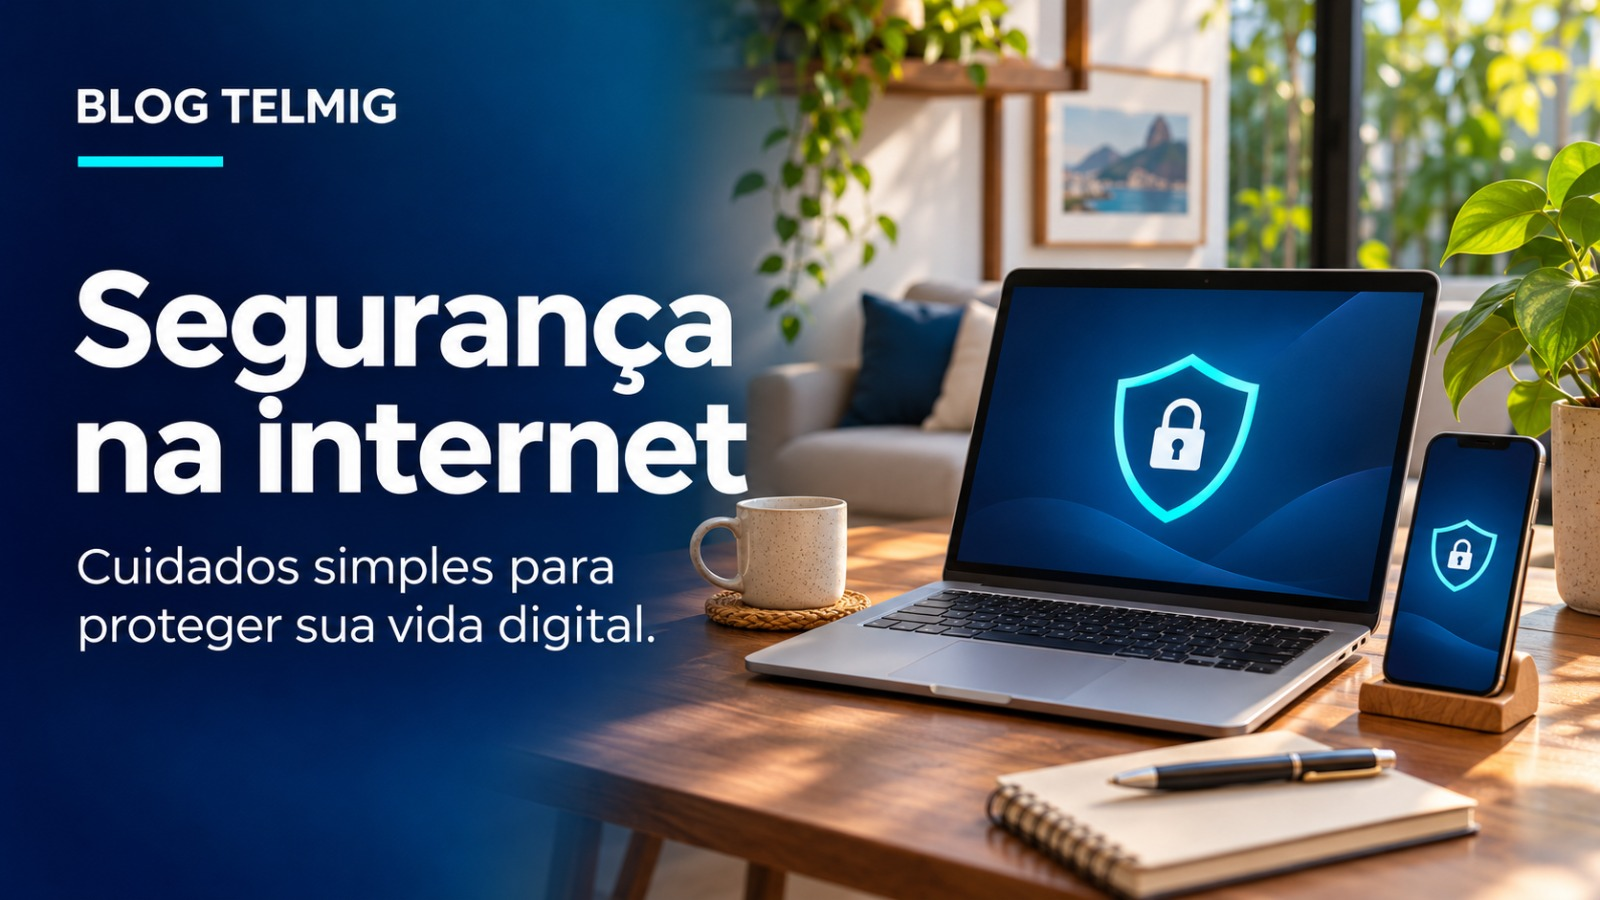 BLOG TELMIG
Segurança
na internet
Cuidados simples para
proteger sua vida digital.